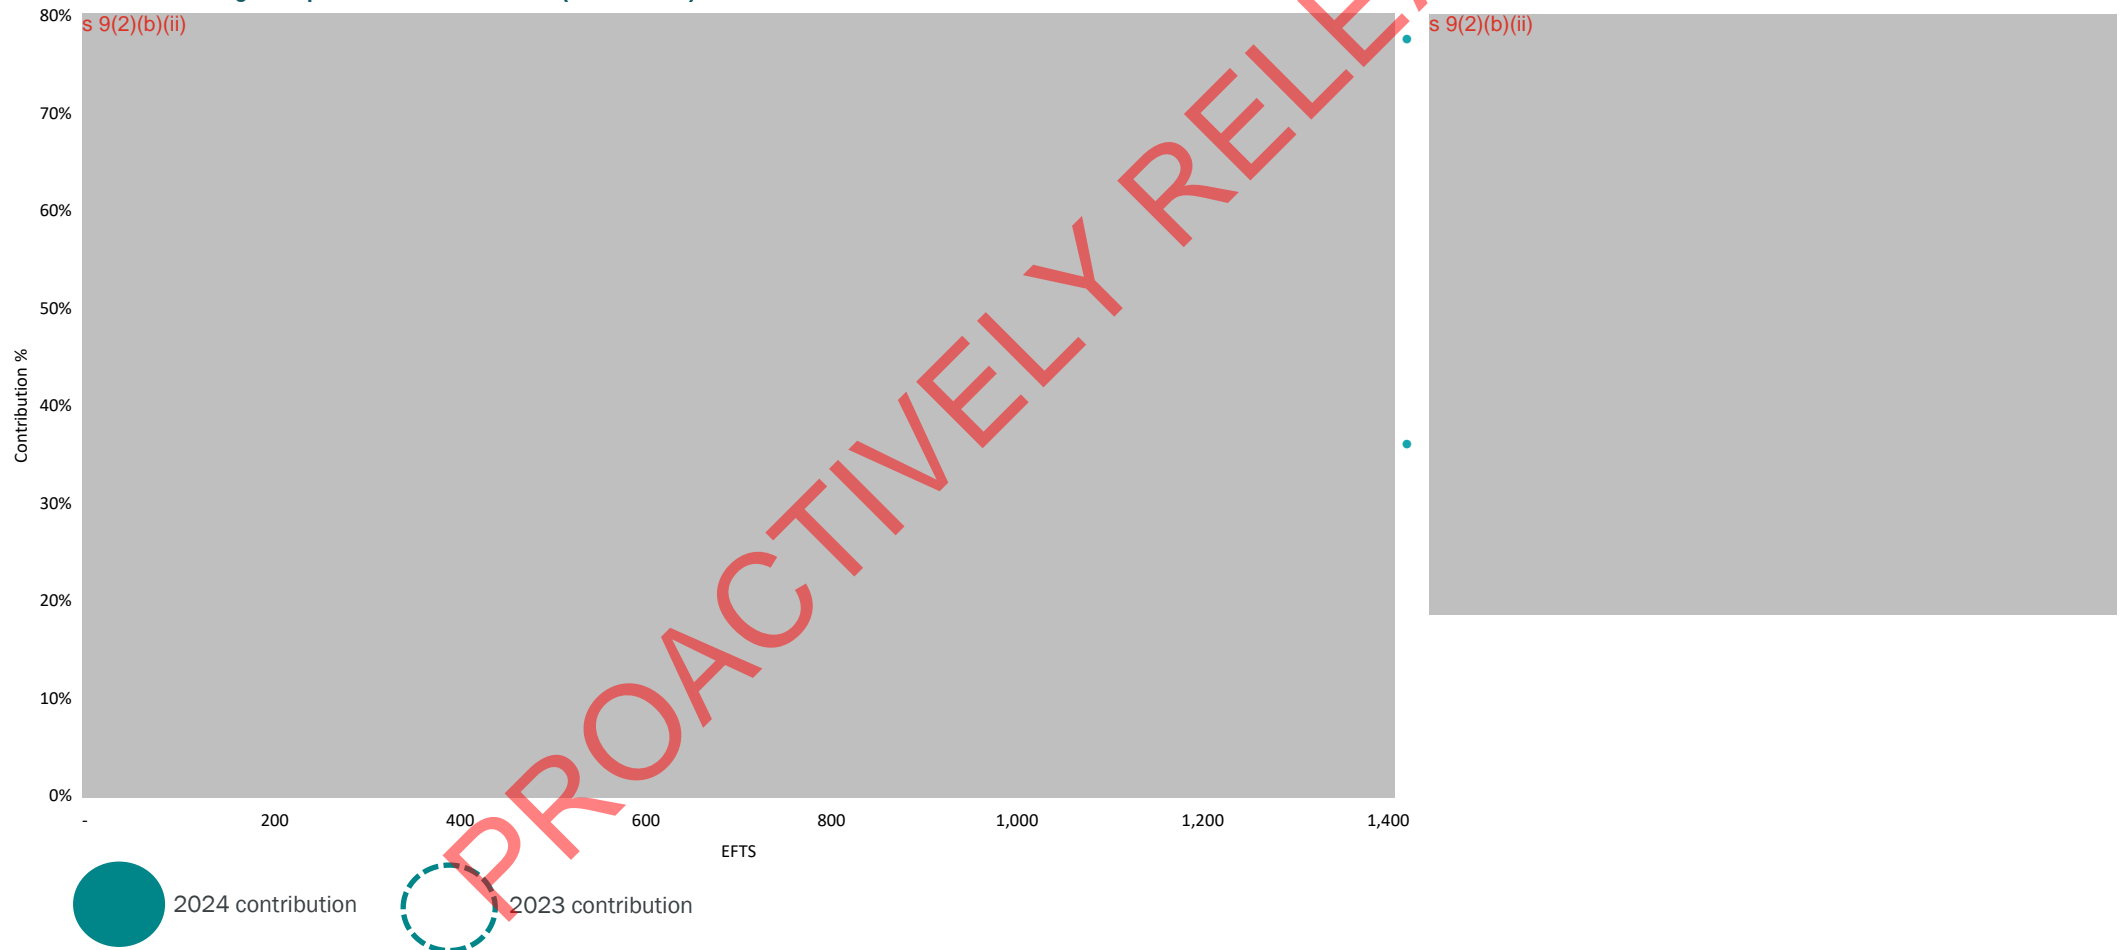 80%
s 9(2)(b)(ii)
s 9(2)(b)(ii)
70%
60%
50%
40%
30%
20%
10%
0%
Contribution %
- 200 400 600 800 1,000 1,200 1,400
EFTS
2024 contribution
2023 contribution
PROACTIVELY RELE